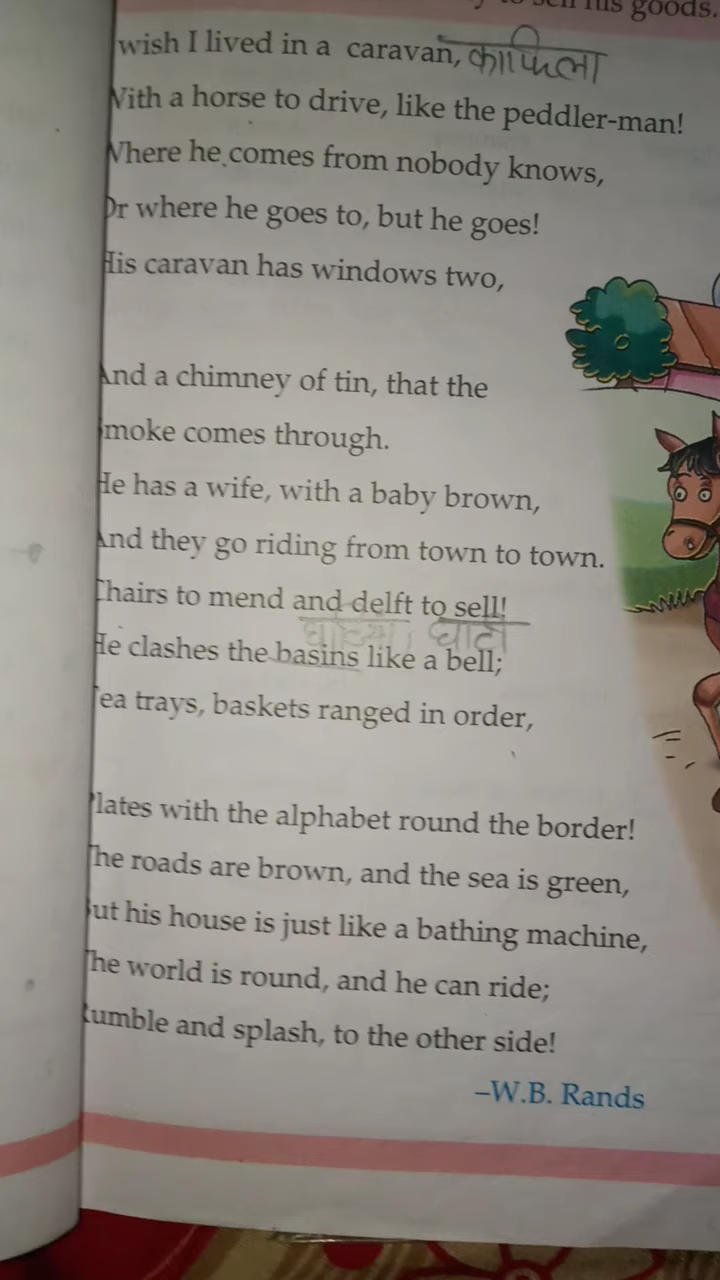 his goods.
wish I lived in a caravan, काफिला
With a horse to drive, like the peddler-man!
Where he comes from nobody knows,
Or where he goes to, but he goes!
His caravan has windows two,
And a chimney of tin, that the
smoke comes through.
He has a wife, with a baby brown,
And they go riding from town to town.
Chairs to mend and delft to sell!
He clashes the basins like a bell;
Tea trays, baskets ranged in order,
Plates with the alphabet round the border!
The roads are brown, and the sea is green,
But his house is just like a bathing machine,
The world is round, and he can ride;
Rumble and splash, to the other side!
–W.B. Rands